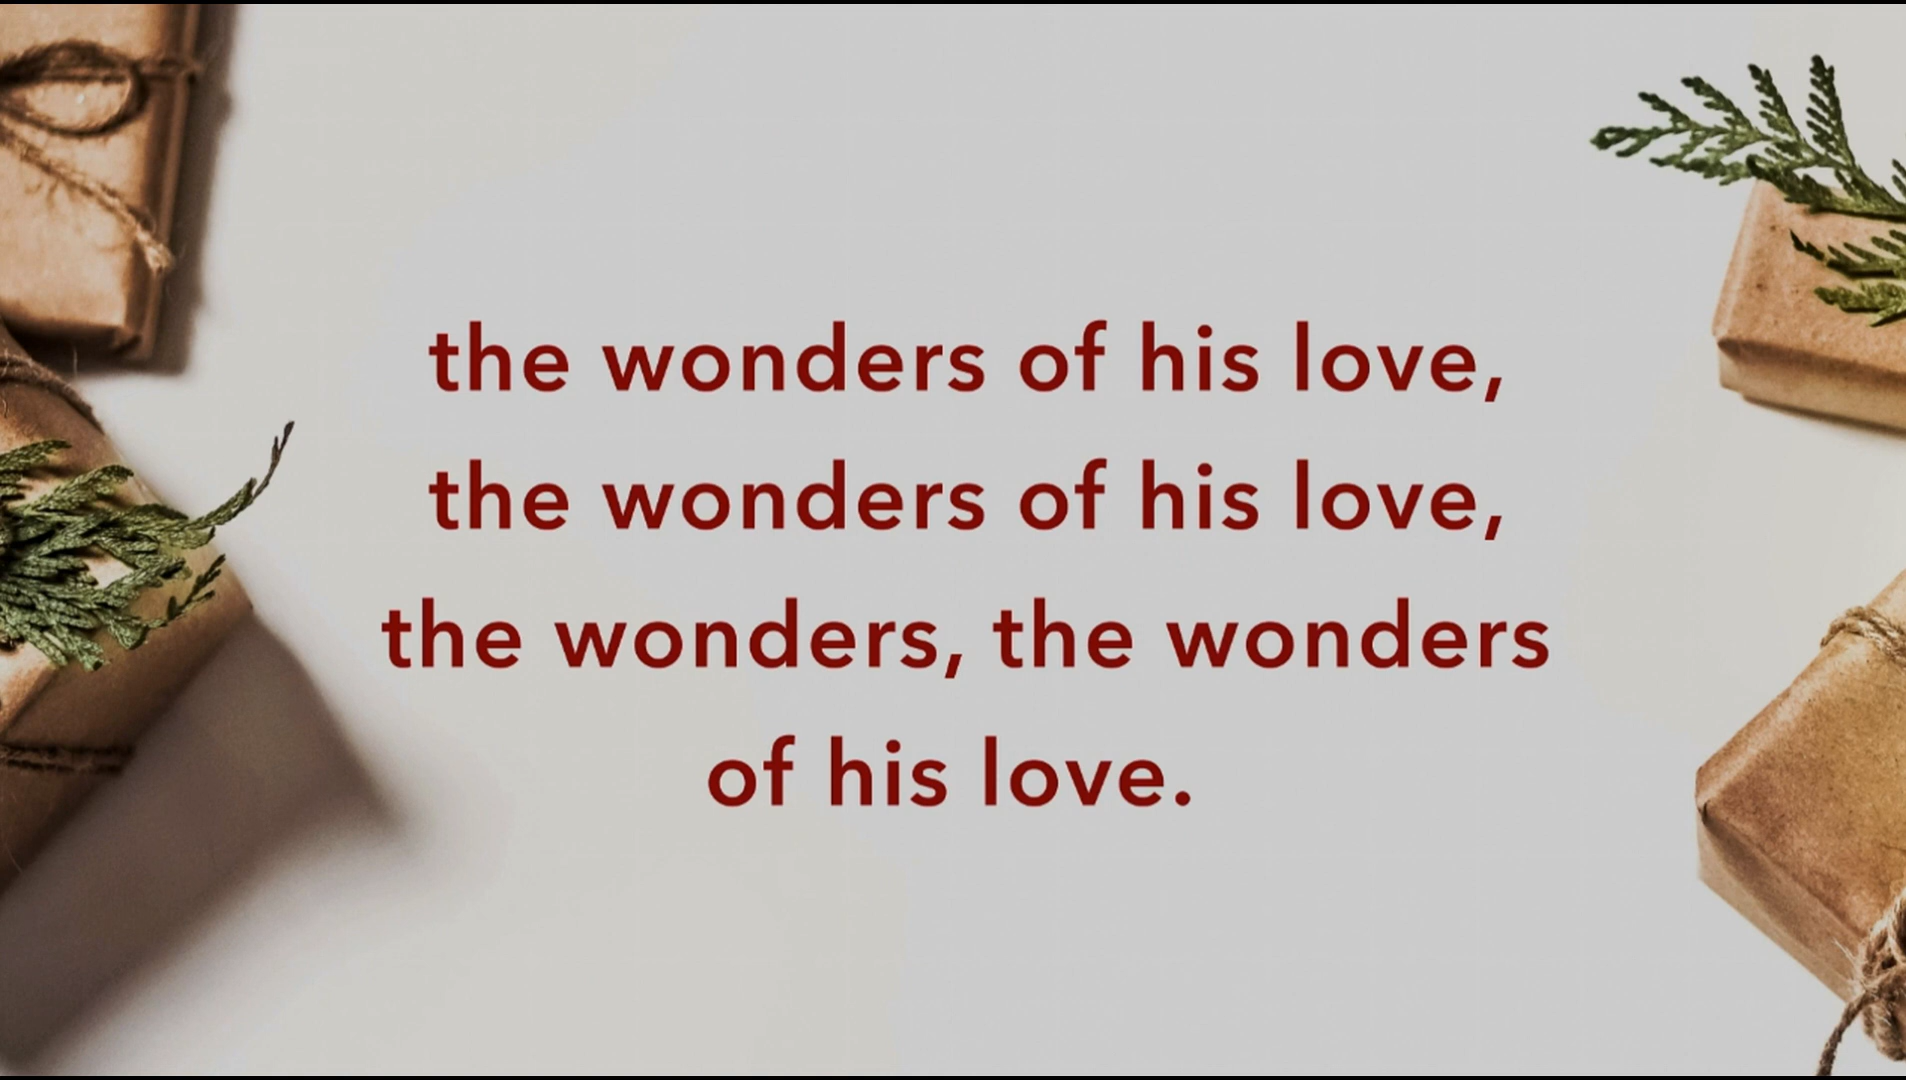 the wonders of his love,
the wonders of his love,
the wonders, the wonders
of his love.